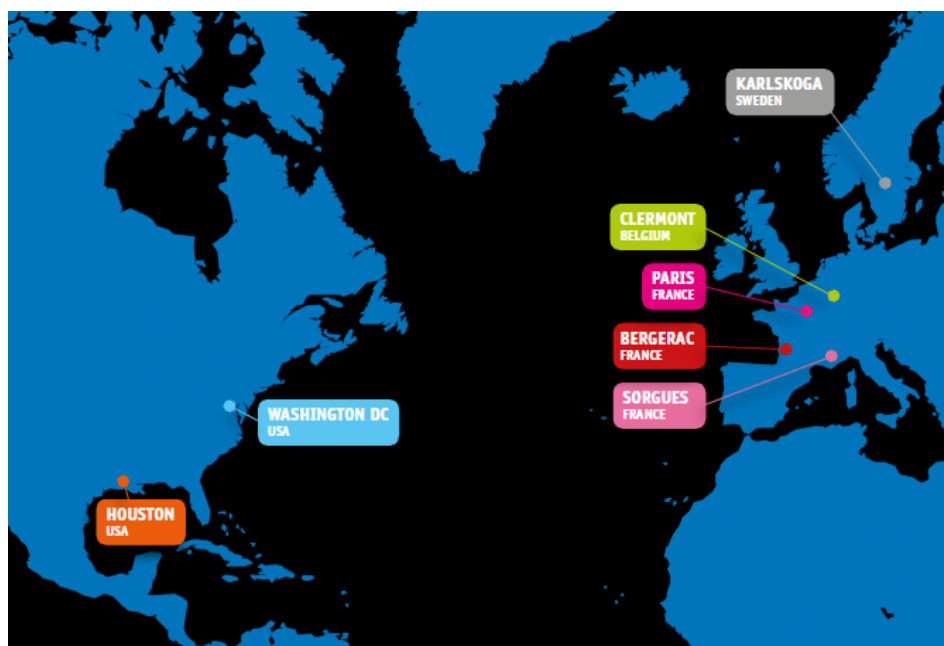 KARLSKOGA
SWEDEN
CLERMONT
BELGIUM
PARIS
FRANCE
BERGERAC
FRANCE
SORGUES
FRANCE
WASHINGTON DC
USA
HOUSTON
USA